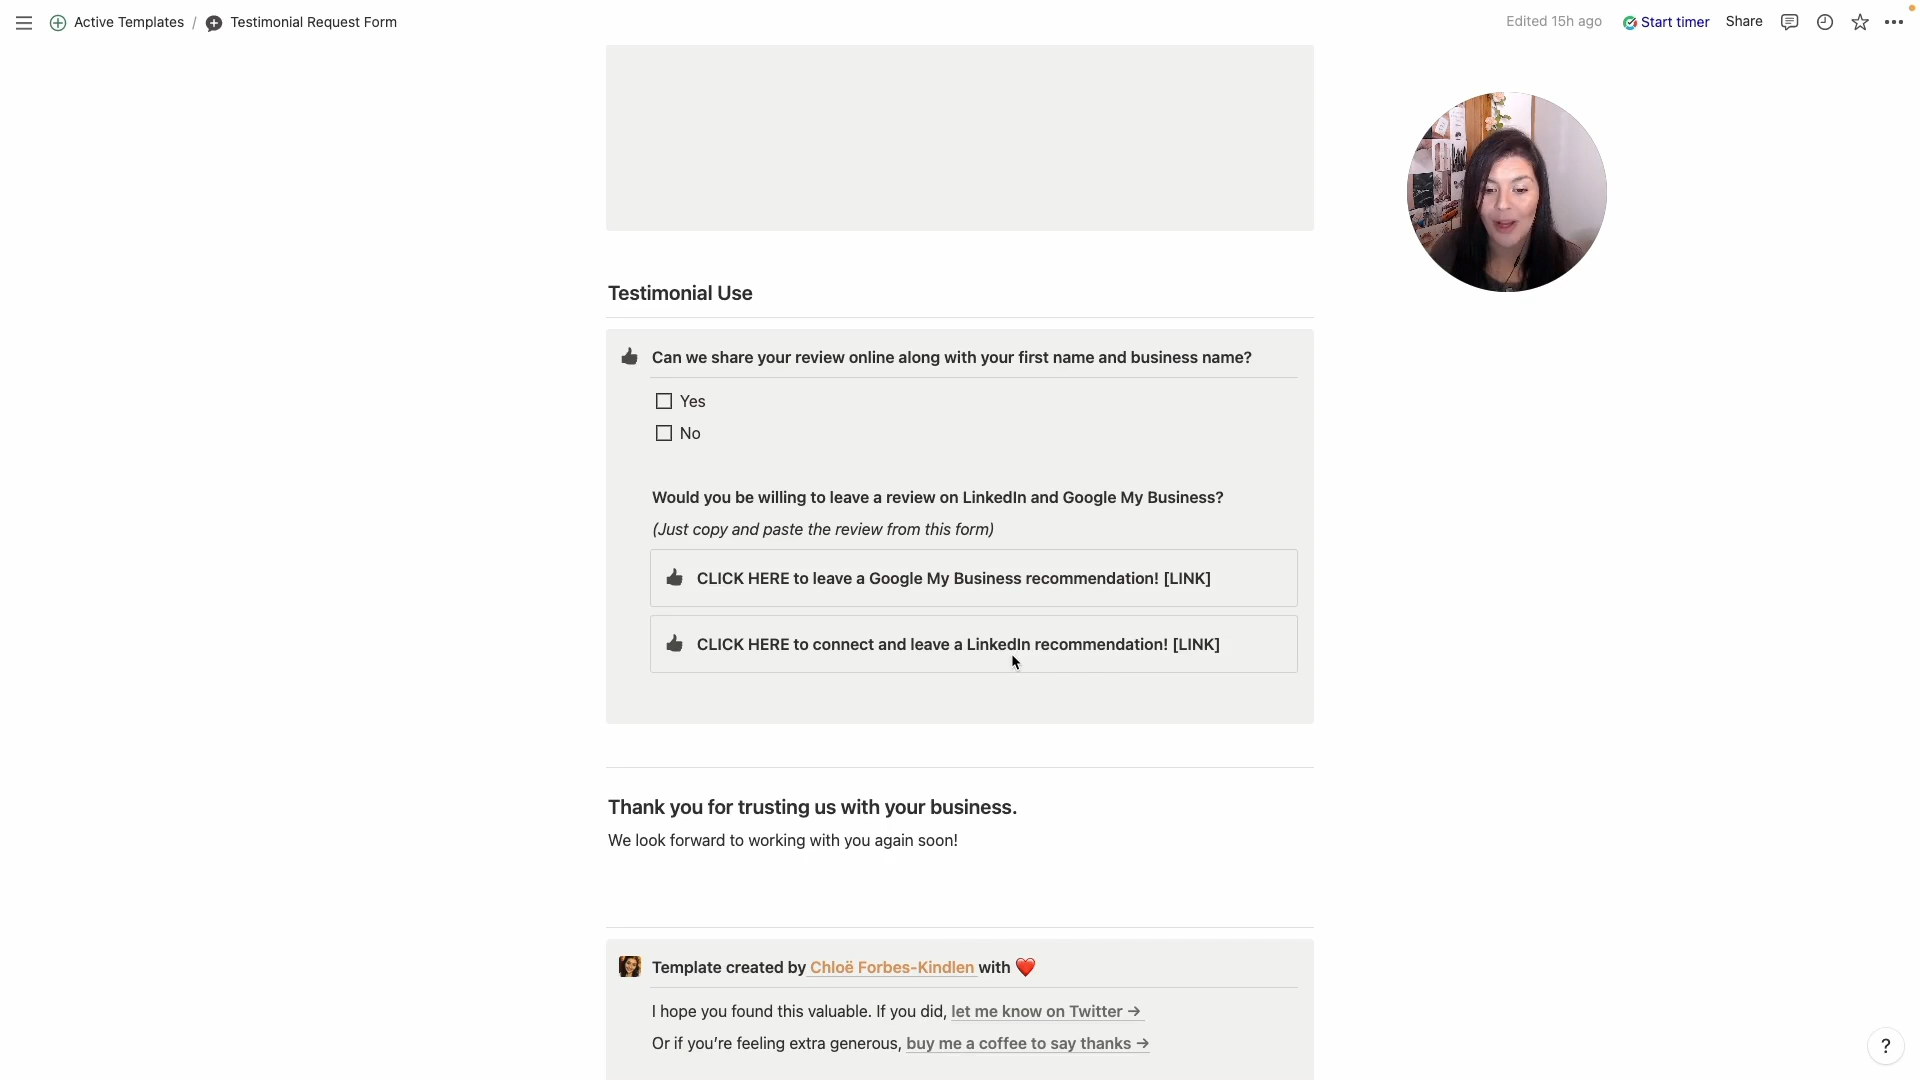 Active Templates / Testimonial Request Form
Edited 15h ago
Start timer
Share
Testimonial Use
Can we share your review online along with your first name and business name?
Yes
No
Would you be willing to leave a review on LinkedIn and Google My Business?
(Just copy and paste the review from this form)
CLICK HERE to leave a Google My Business recommendation! [LINK]
CLICK HERE to connect and leave a LinkedIn recommendation! [LINK]
Thank you for trusting us with your business.
We look forward to working with you again soon!
Template created by Chloë Forbes-Kindlen with ❤️
I hope you found this valuable. If you did, let me know on Twitter →
Or if you're feeling extra generous, buy me a coffee to say thanks →
?